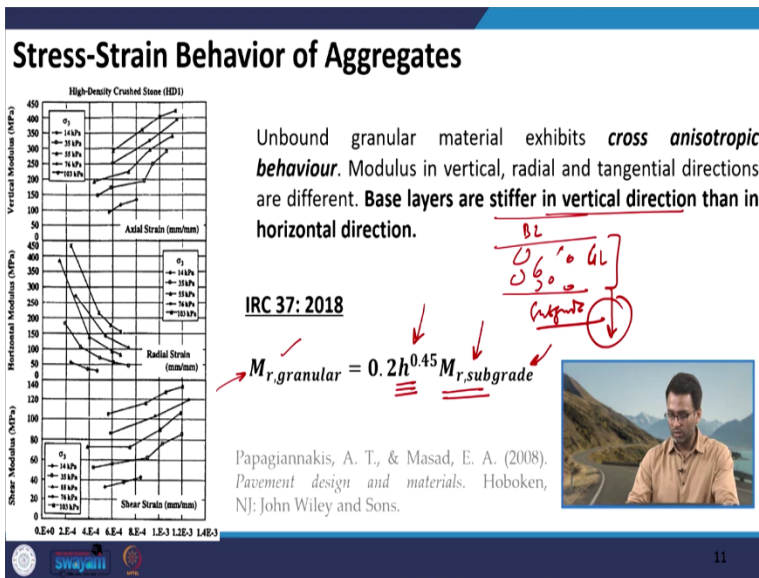 Stress-Strain Behavior of Aggregates
High-Density Crushed Stone (HD1)
Vertical Modulus (MPa)
450
400
350
300
250
200
150
100
50
0
σ3
14 kPa
35 kPa
55 kPa
76 kPa
103 kPa
Axial Strain (mm/mm)
Horizontal Modulus (MPa)
450
400
350
300
250
200
150
100
50
0
σ3
14 kPa
35 kPa
55 kPa
76 kPa
103 kPa
Radial Strain
(mm/mm)
Shear Modulus (MPa)
140
120
100
80
60
40
20
0
σ3
14 kPa
35 kPa
55 kPa
76 kPa
103 kPa
Shear Strain (mm/mm)
0.E+0 2.E-4 4.E-4 6.E-4 8.E-4 1.E-3 1.2E-3 1.4E-3
Unbound granular material exhibits cross anisotropic
behaviour. Modulus in vertical, radial and tangential directions
are different. Base layers are stiffer in vertical direction than in
horizontal direction.
BL
GL
Subgrade
IRC 37: 2018
Mr,granular = 0.2h^0.45 Mr,subgrade
Papagiannakis, A. T., & Masad, E. A. (2008).
Pavement design and materials. Hoboken,
NJ: John Wiley and Sons.
swayam
11